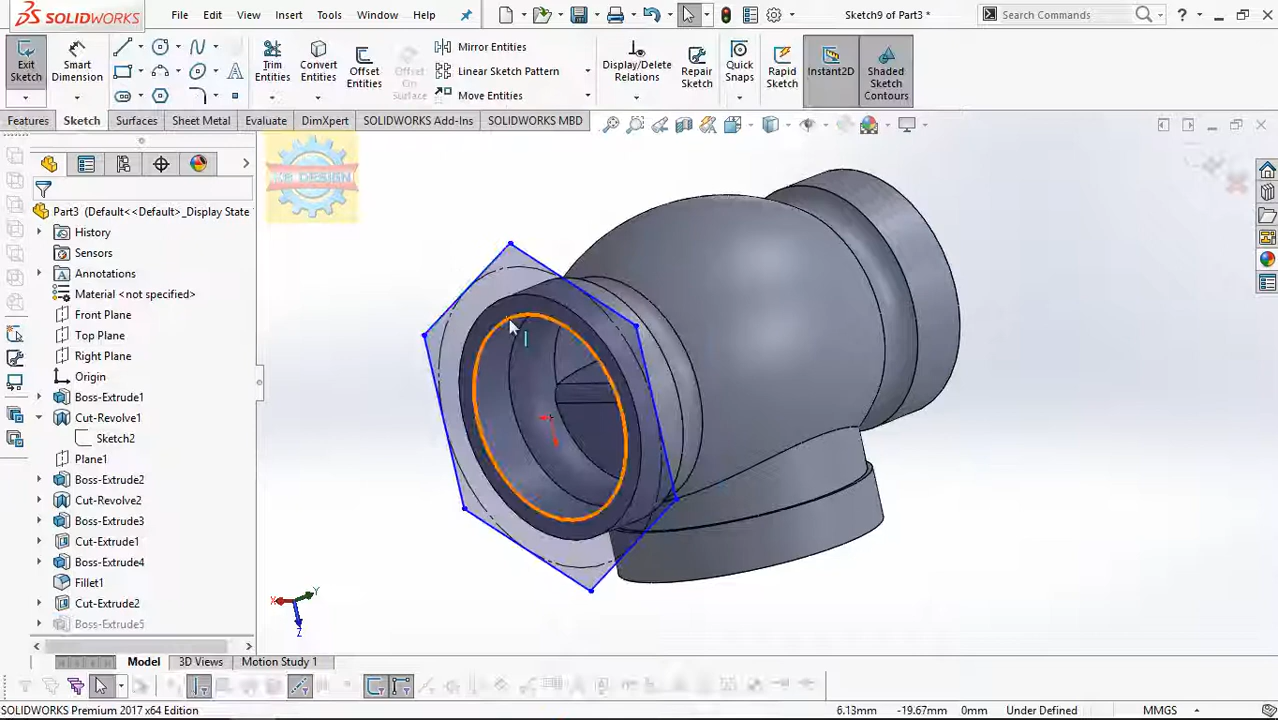 SOLIDWORKS
File Edit View Insert Tools Window Help
Sketch9 of Part3 *
Search Commands
?
Exit Sketch
Smart Dimension
Trim Entities
Convert Entities
Offset Entities
Offset On Surface
Mirror Entities
Linear Sketch Pattern
Move Entities
Display/Delete Relations
Repair Sketch
Quick Snaps
Rapid Sketch
Instant2D
Shaded Sketch Contours
Features Sketch Surfaces Sheet Metal Evaluate DimXpert SOLIDWORKS Add-Ins SOLIDWORKS MBD
KB DESIGN
Part3 (Default<<Default>_Display State
History
Sensors
Annotations
Material <not specified>
Front Plane
Top Plane
Right Plane
Origin
Boss-Extrude1
Cut-Revolve1
Sketch2
Plane1
Boss-Extrude2
Cut-Revolve2
Boss-Extrude3
Cut-Extrude1
Boss-Extrude4
Fillet1
Cut-Extrude2
Boss-Extrude5
X Y
Z
Model 3D Views Motion Study 1
SOLIDWORKS Premium 2017 x64 Edition 6.13mm -19.67mm 0mm Under Defined MMGS